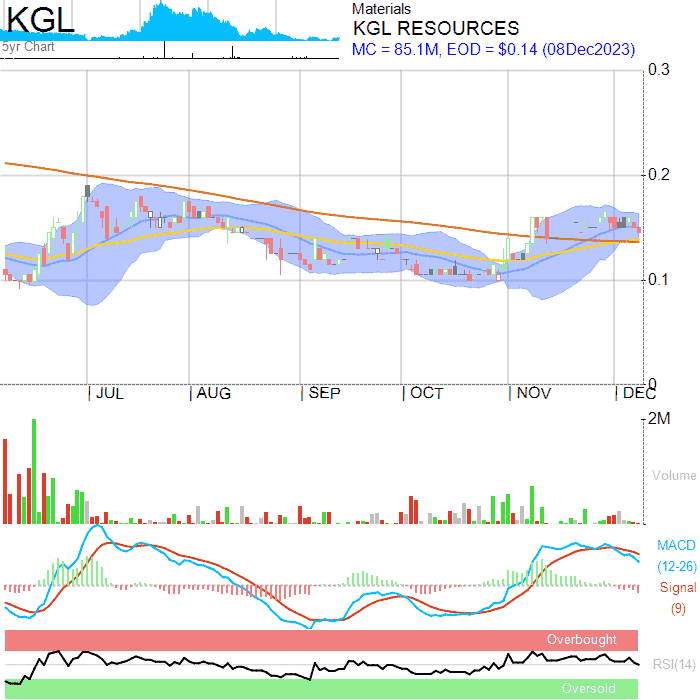 KGL
5yr Chart
Materials
KGL RESOURCES
MC = 85.1M, EOD = $0.14 (08Dec2023)
0.3
0.2
0.1
0
JUL AUG SEP OCT NOV DEC
2M
Volume
MACD
(12-26)
Signal
(9)
Overbought
RSI(14)
Oversold